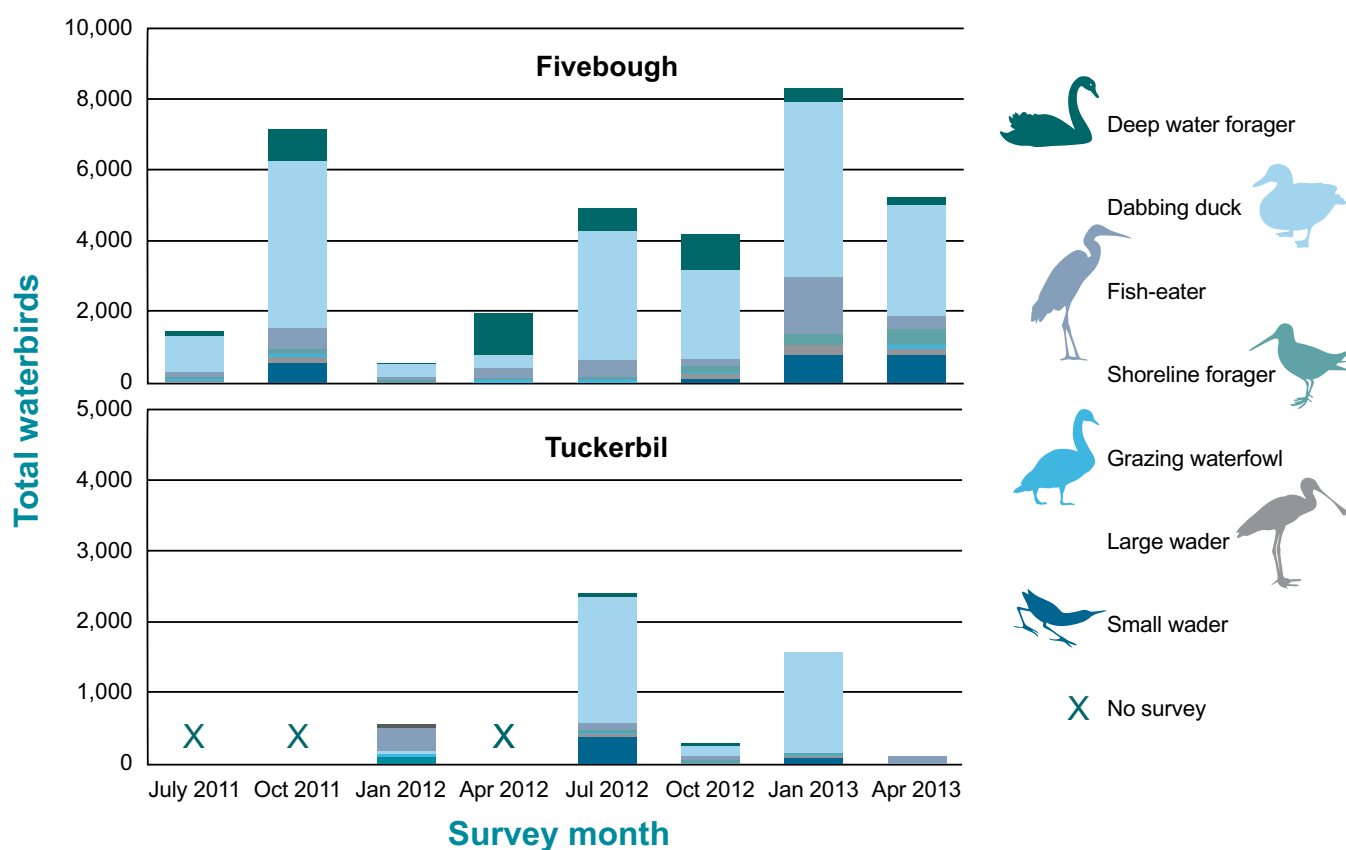 Total waterbirds
10,000
8,000
6,000
4,000
2,000
0
Fivebough
5,000
4,000
3,000
2,000
1,000
0
Tuckerbil
X X X
July 2011 Oct 2011 Jan 2012 Apr 2012 Jul 2012 Oct 2012 Jan 2013 Apr 2013
Survey month
Deep water forager
Dabbing duck
Fish-eater
Shoreline forager
Grazing waterfowl
Large wader
Small wader
X No survey